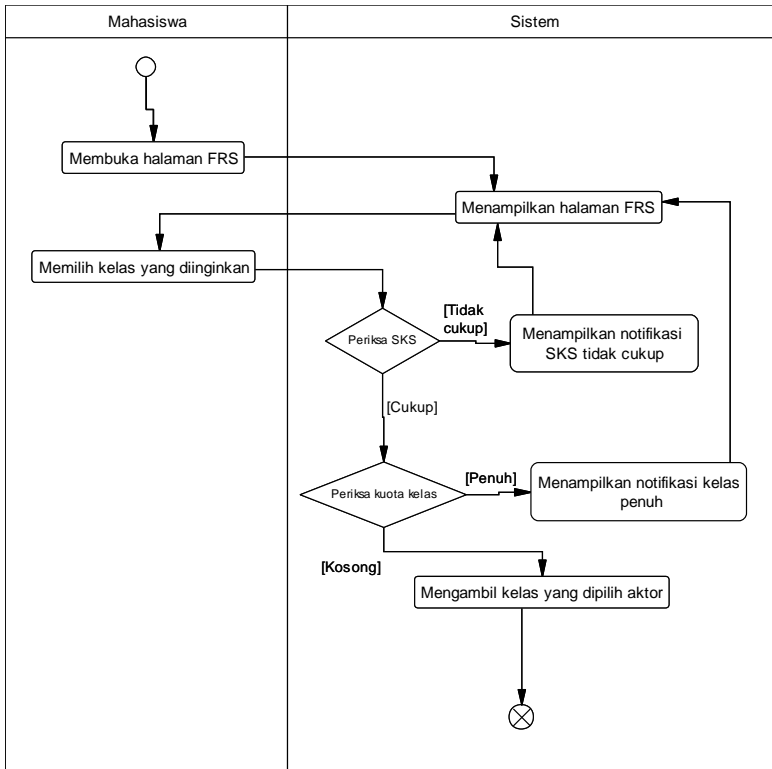 Mahasiswa
Sistem
Membuka halaman FRS
Menampilkan halaman FRS
Memilih kelas yang diinginkan
Periksa SKS
[Tidak
cukup]
Menampilkan notifikasi
SKS tidak cukup
[Cukup]
Periksa kuota kelas
[Penuh]
Menampilkan notifikasi kelas
penuh
[Kosong]
Mengambil kelas yang dipilih aktor